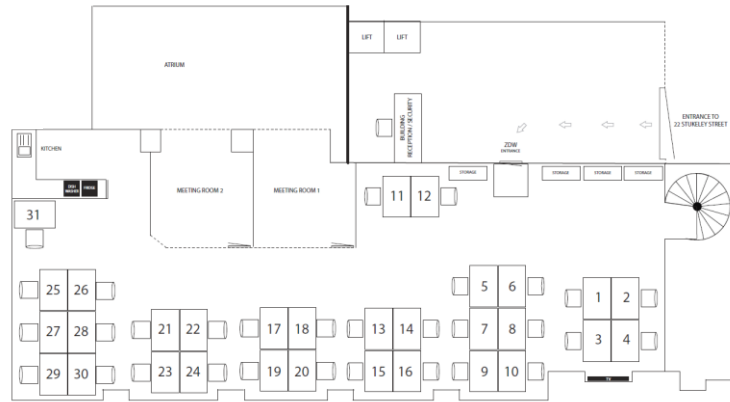 LIFT
LIFT
ATRIUM
BUILDING
RECEPTION / SECURITY
ENTRANCE TO
22 STUKELEY STREET
ZOW
ENTRANCE
KITCHEN
DISH
WASHER
FRIDGE
MEETING ROOM 2
MEETING ROOM 1
STORAGE
STORAGE
STORAGE
STORAGE
11
12
31
25
26
27
28
29
30
21
22
23
24
17
18
19
20
13
14
15
16
5
6
7
8
9
10
1
2
3
4